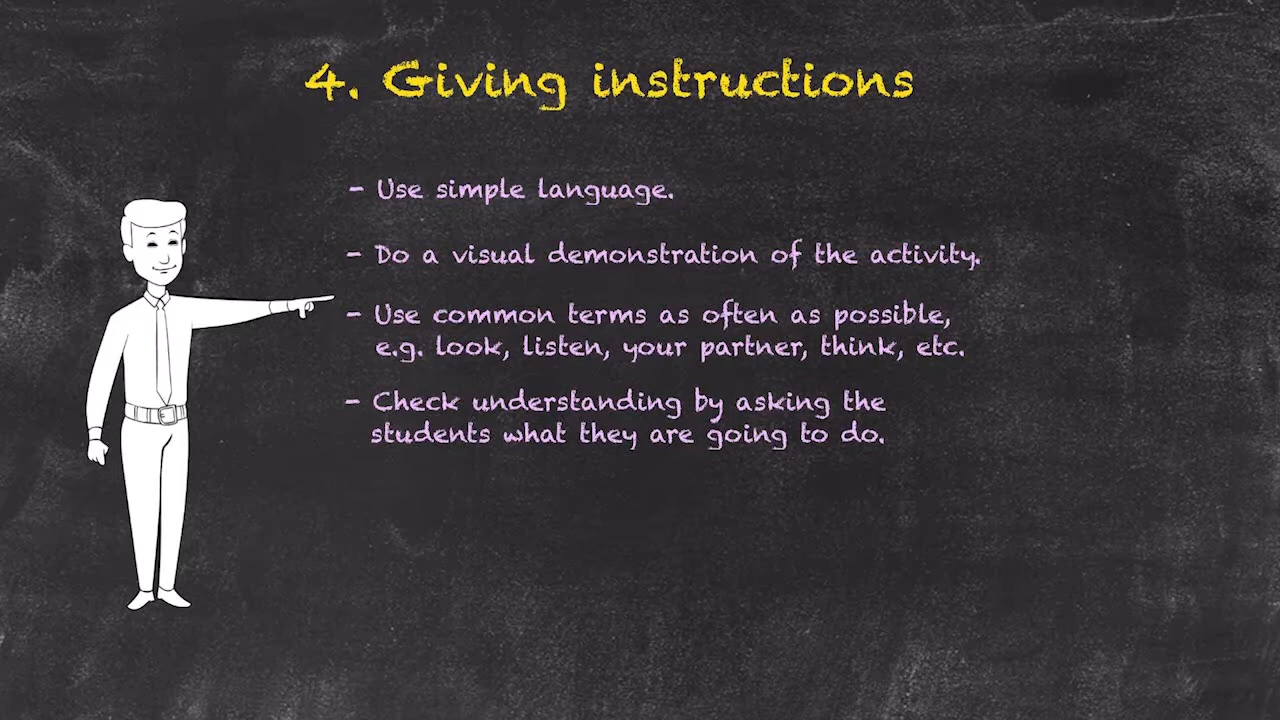 4. Giving instructions
- Use simple language.
- Do a visual demonstration of the activity.
- Use common terms as often as possible,
e.g. look, listen, your partner, think, etc.
- Check understanding by asking the
students what they are going to do.